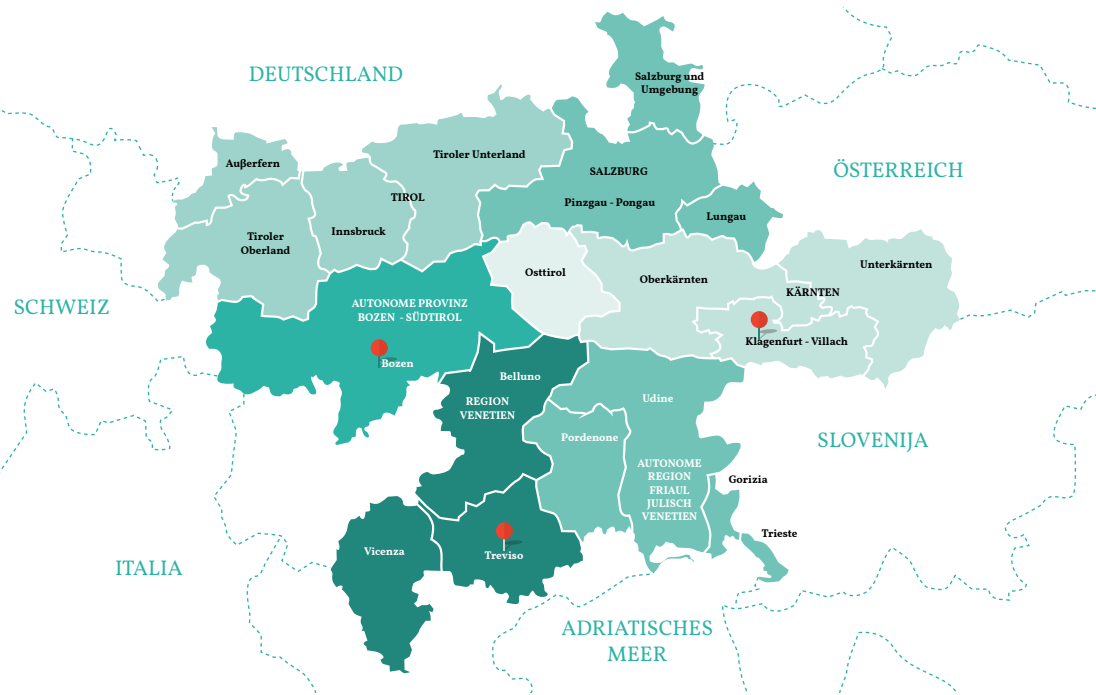 DEUTSCHLAND
Salzburg und
Umgebung
Außerfern
Tiroler Unterland
SALZBURG
ÖSTERREICH
TIROL
Pinzgau - Pongau
Lungau
Innsbruck
Tiroler
Oberland
Osttirol
Oberkärnten
Unterkärnten
KÄRNTEN
SCHWEIZ
AUTONOME PROVINZ
BOZEN - SÜDTIROL
Klagenfurt - Villach
Bozen
Belluno
REGION
VENETIEN
Udine
Pordenone
SLOVENIJA
AUTONOME
REGION
FRIAUL
JULISCH
VENETIEN
Gorizia
Trieste
Vicenza
Treviso
ITALIA
ADRIATISCHES
MEER